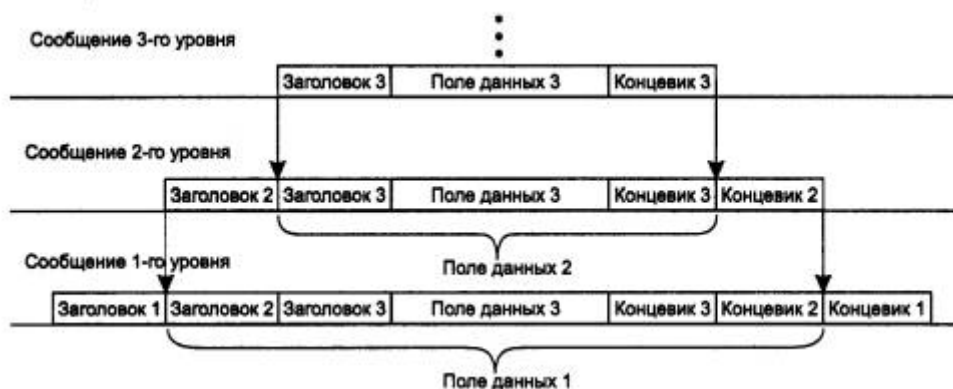 Сообщение 3-го уровня
Заголовок 3 Поле данных 3 Концевик 3
Сообщение 2-го уровня
Заголовок 2 Заголовок 3 Поле данных 3 Концевик 3 Концевик 2
Поле данных 2
Сообщение 1-го уровня
Заголовок 1 Заголовок 2 Заголовок 3 Поле данных 3 Концевик 3 Концевик 2 Концевик 1
Поле данных 1